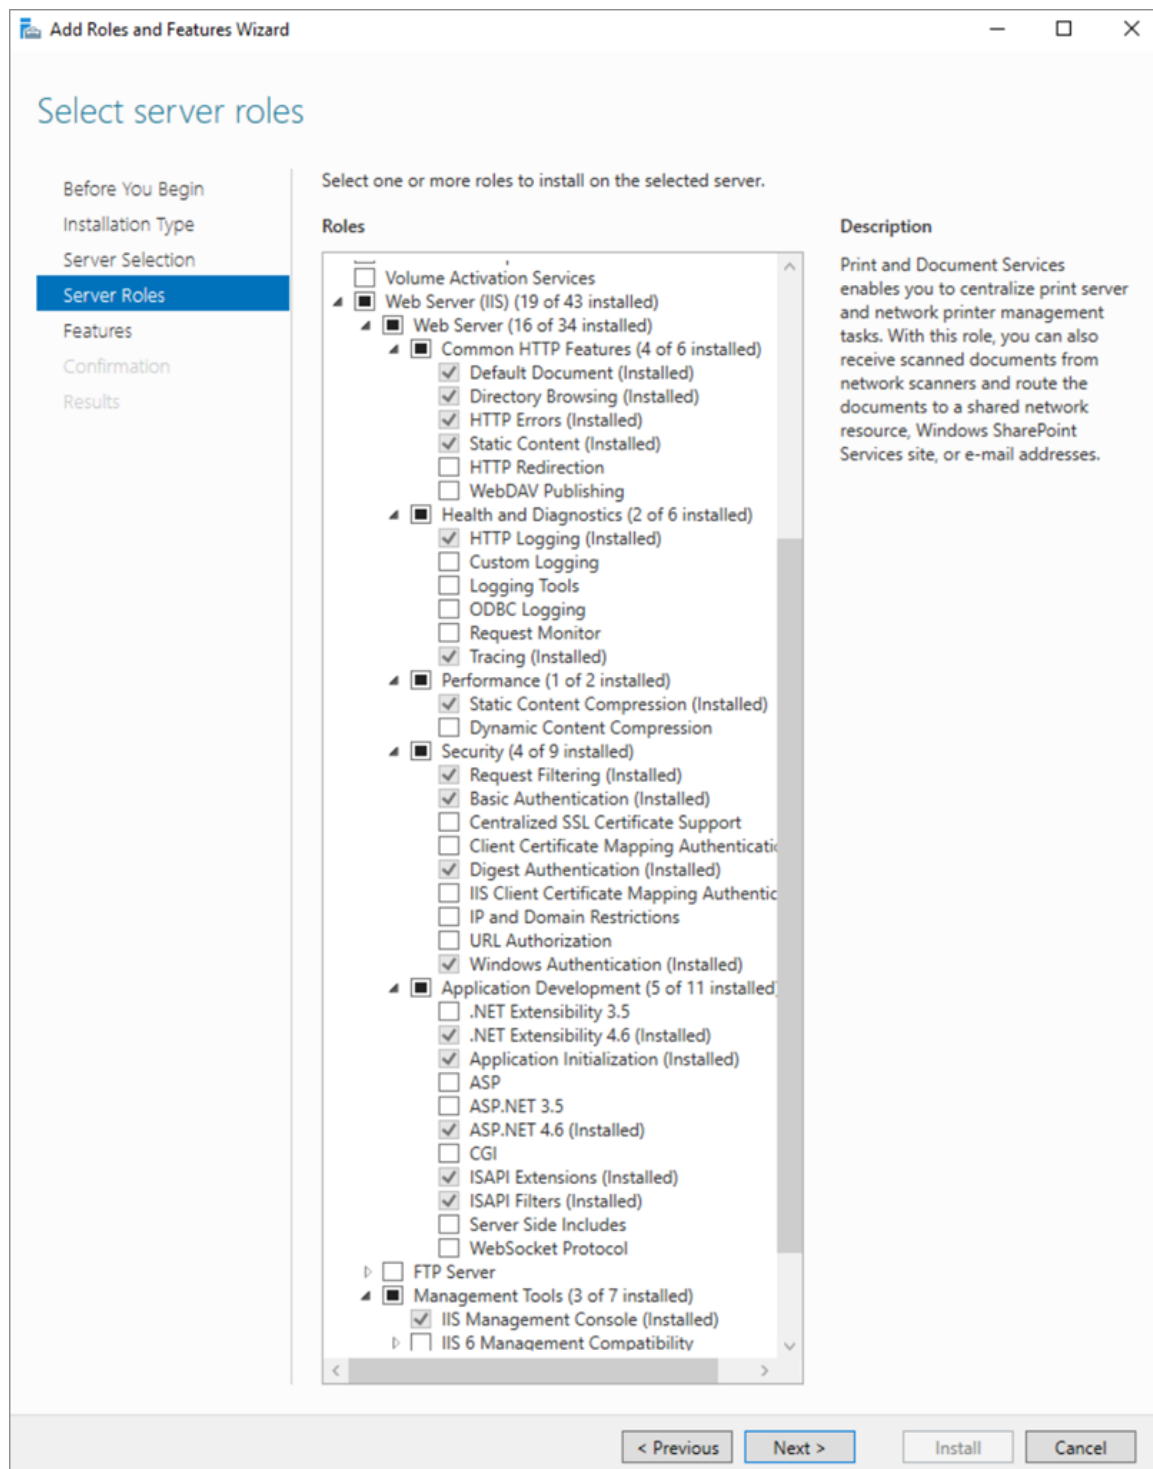 Add Roles and Features Wizard
Select server roles
Before You Begin
Installation Type
Server Selection
Server Roles
Features
Confirmation
Results
Select one or more roles to install on the selected server.
Roles
Volume Activation Services
Web Server (IIS) (19 of 43 installed)
Web Server (16 of 34 installed)
Common HTTP Features (4 of 6 installed)
Default Document (Installed)
Directory Browsing (Installed)
HTTP Errors (Installed)
Static Content (Installed)
HTTP Redirection
WebDAV Publishing
Health and Diagnostics (2 of 6 installed)
HTTP Logging (Installed)
Custom Logging
Logging Tools
ODBC Logging
Request Monitor
Tracing (Installed)
Performance (1 of 2 installed)
Static Content Compression (Installed)
Dynamic Content Compression
Security (4 of 9 installed)
Request Filtering (Installed)
Basic Authentication (Installed)
Centralized SSL Certificate Support
Client Certificate Mapping Authenticatio
Digest Authentication (Installed)
IIS Client Certificate Mapping Authentic
IP and Domain Restrictions
URL Authorization
Windows Authentication (Installed)
Application Development (5 of 11 installed)
.NET Extensibility 3.5
.NET Extensibility 4.6 (Installed)
Application Initialization (Installed)
ASP
ASP.NET 3.5
ASP.NET 4.6 (Installed)
CGI
ISAPI Extensions (Installed)
ISAPI Filters (Installed)
Server Side Includes
WebSocket Protocol
FTP Server
Management Tools (3 of 7 installed)
IIS Management Console (Installed)
IIS 6 Management Compatibility
Description
Print and Document Services
enables you to centralize print server
and network printer management
tasks. With this role, you can also
receive scanned documents from
network scanners and route the
documents to a shared network
resource, Windows SharePoint
Services site, or e-mail addresses.
< Previous
Next >
Install
Cancel